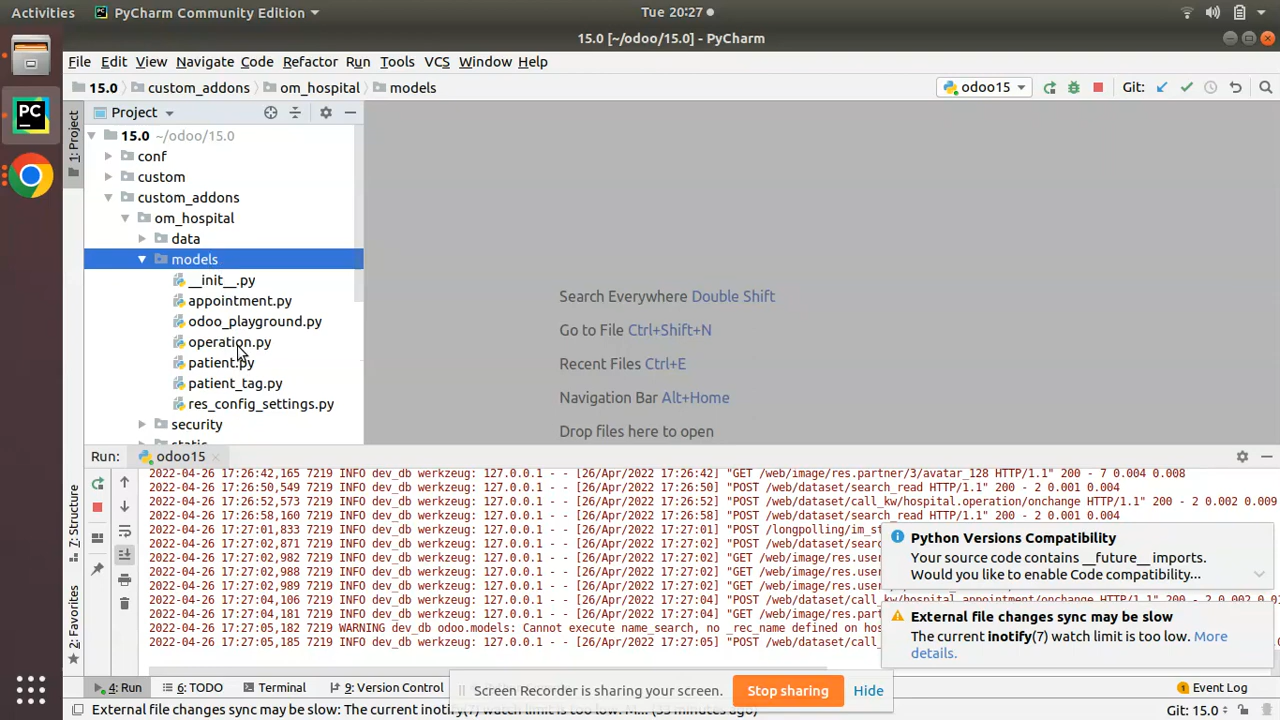 Activities PyCharm Community Edition Tue 20:27
15.0 [~/odoo/15.0] - PyCharm
File Edit View Navigate Code Refactor Run Tools VCS Window Help
15.0 custom_addons om_hospital models odoo15 Git:
1: Project
Project
15.0 ~/odoo/15.0
conf
custom
custom_addons
om_hospital
data
models
__init__.py
appointment.py
odoo_playground.py
operation.py
patient.py
patient_tag.py
res_config_settings.py
security
static
Search Everywhere Double Shift
Go to File Ctrl+Shift+N
Recent Files Ctrl+E
Navigation Bar Alt+Home
Drop files here to open
Run: odoo15
7: Structure
2: Favorites
2022-04-26 17:26:42,165 7219 INFO dev_db werkzeug: 127.0.0.1 - - [26/Apr/2022 17:26:42] "GET /web/image/res.partner/3/avatar_128 HTTP/1.1" 200 - 7 0.004 0.008
2022-04-26 17:26:50,549 7219 INFO dev_db werkzeug: 127.0.0.1 - - [26/Apr/2022 17:26:50] "POST /web/dataset/search_read HTTP/1.1" 200 - 2 0.001 0.004
2022-04-26 17:26:52,573 7219 INFO dev_db werkzeug: 127.0.0.1 - - [26/Apr/2022 17:26:52] "POST /web/dataset/call_kw/hospital.operation/onchange HTTP/1.1" 200 - 2 0.002 0.009
2022-04-26 17:26:58,160 7219 INFO dev_db werkzeug: 127.0.0.1 - - [26/Apr/2022 17:26:58] "POST /web/dataset/search_read HTTP/1.1" 200 - 2 0.001 0.004
2022-04-26 17:27:01,833 7219 INFO dev_db werkzeug: 127.0.0.1 - - [26/Apr/2022 17:27:01] "POST /longpolling/im_st
2022-04-26 17:27:02,871 7219 INFO dev_db werkzeug: 127.0.0.1 - - [26/Apr/2022 17:27:02] "POST /web/dataset/sear
2022-04-26 17:27:02,982 7219 INFO dev_db werkzeug: 127.0.0.1 - - [26/Apr/2022 17:27:02] "GET /web/image/res.user
2022-04-26 17:27:02,988 7219 INFO dev_db werkzeug: 127.0.0.1 - - [26/Apr/2022 17:27:02] "GET /web/image/res.user
2022-04-26 17:27:02,989 7219 INFO dev_db werkzeug: 127.0.0.1 - - [26/Apr/2022 17:27:02] "GET /web/image/res.user
2022-04-26 17:27:04,106 7219 INFO dev_db werkzeug: 127.0.0.1 - - [26/Apr/2022 17:27:04] "POST /web/dataset/call_kw/hospital.appointment/onchange HTTP/1.1" 200 - 2 0.002 0.01
2022-04-26 17:27:04,181 7219 INFO dev_db werkzeug: 127.0.0.1 - - [26/Apr/2022 17:27:04] "GET /web/image/res.user
2022-04-26 17:27:05,182 7219 WARNING dev_db odoo.models: Cannot execute name_search, no _rec_name defined on hos
2022-04-26 17:27:05,185 7219 INFO dev_db werkzeug: 127.0.0.1 - - [26/Apr/2022 17:27:05] "POST /web/dataset/call_
Python Versions Compatibility
Your source code contains __future__ imports.
Would you like to enable Code compatibility...
External file changes sync may be slow
The current inotify(7) watch limit is too low. More
details.
4: Run 6: TODO Terminal 9: Version Control Event Log
Screen Recorder is sharing your screen. Stop sharing Hide
External file changes sync may be slow: The current inotify(7) watch limit is too low. M... (55 minutes ago) Git: 15.0